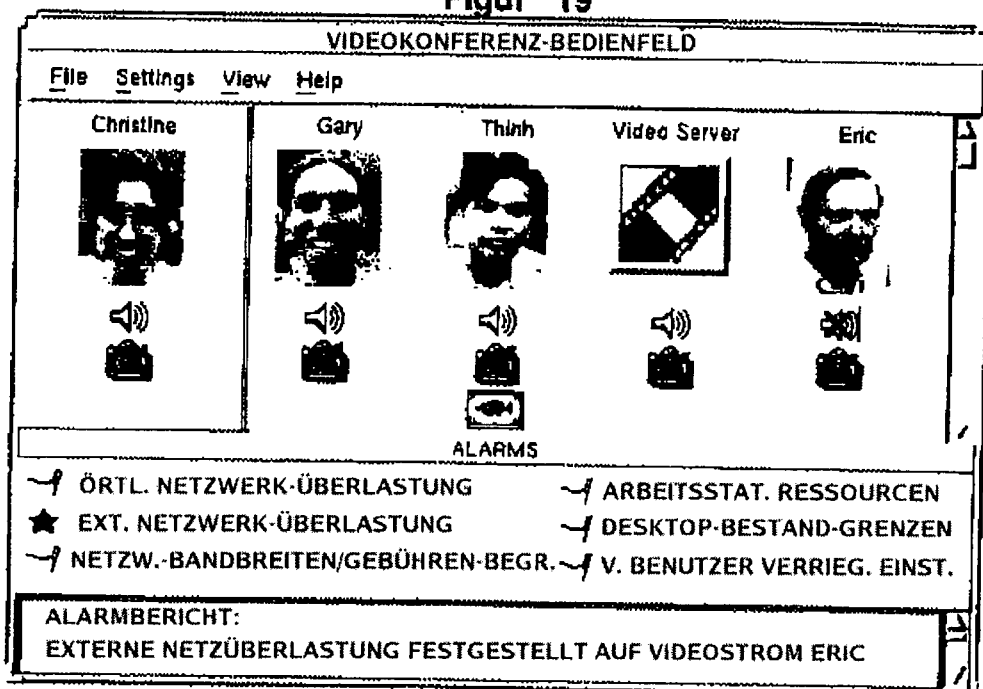 Figur 19
VIDEOKONFERENZ-BEDIENFELD
File Settings View Help
Christine Gary Thinh Video Server Eric
ALARMS
ÖRTL. NETZWERK-ÜBERLASTUNG ARBEITSSTAT. RESSOURCEN
EXT. NETZWERK-ÜBERLASTUNG DESKTOP-BESTAND-GRENZEN
NETZW.-BANDBREITEN/GEBÜHREN-BEGR. V. BENUTZER VERRIEG. EINST.
ALARMBERICHT:
EXTERNE NETZÜBERLASTUNG FESTGESTELLT AUF VIDEOSTROM ERIC